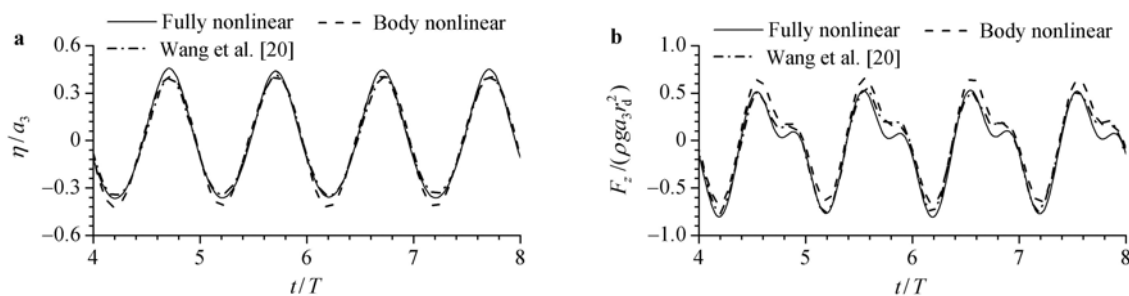 Fully nonlinear
Body nonlinear
a
Wang et al. [20]
0.6
0.3
0
−0.3
−0.6
η/a₃
4
5
6
7
8
t/T
Fully nonlinear
Body nonlinear
b
Wang et al. [20]
1.0
0.5
0
−0.5
−1.0
F_z/(ρga₃r_d²)
4
5
6
7
8
t/T